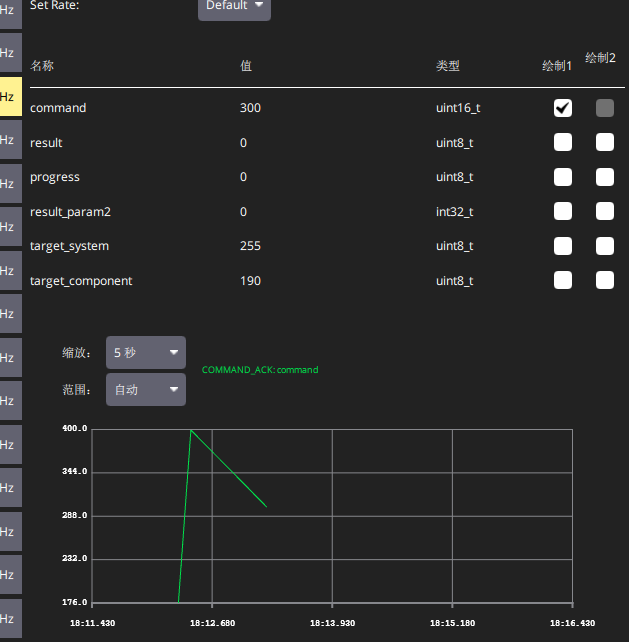 Hz Set Rate: Default
Hz
名称 值 类型 绘制1 绘制2
Hz
command 300 uint16_t
Hz result 0 uint8_t
Hz progress 0 uint8_t
Hz result_param2 0 int32_t
target_system 255 uint8_t
Hz target_component 190 uint8_t
Hz
Hz 缩放: 5 秒
COMMAND_ACK: command
Hz 范围: 自动
Hz
400.0
Hz
344.0
Hz
288.0
Hz
232.0
Hz
176.0
Hz
18:11.430 18:12.680 18:13.930 18:15.180 18:16.430